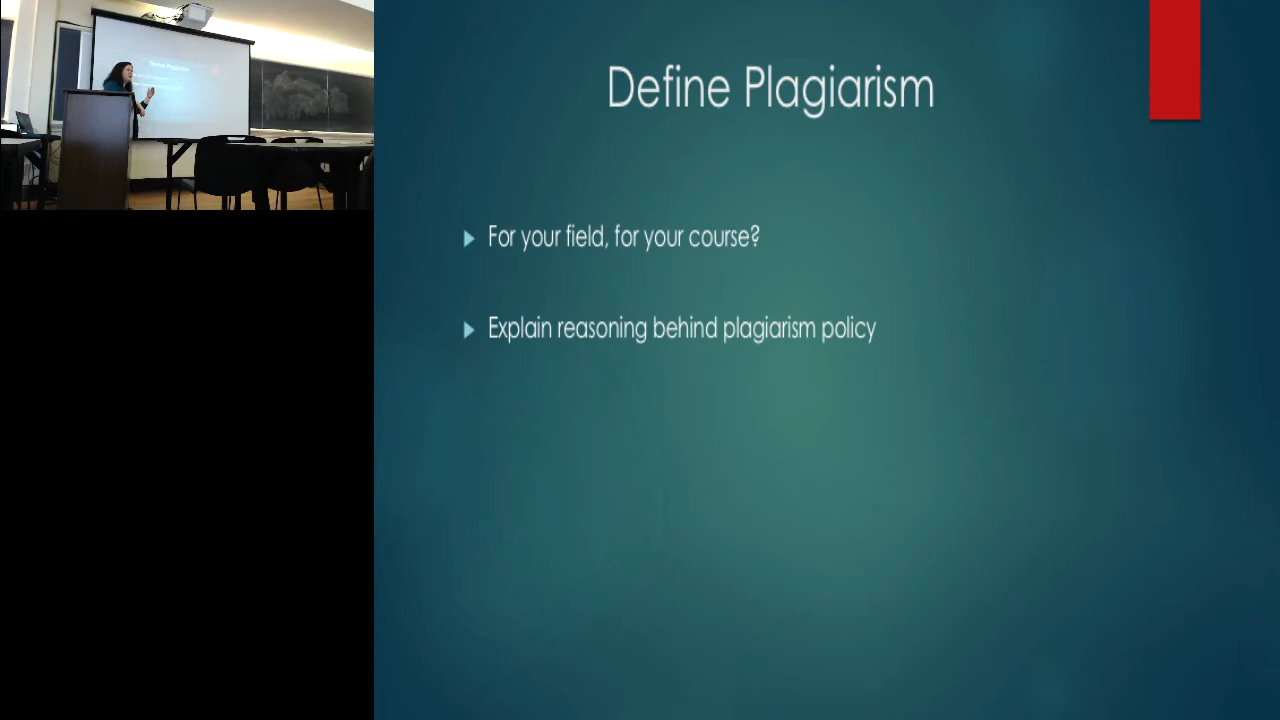 Define Plagiarism
For your field, for your course?
Explain reasoning behind plagiarism policy